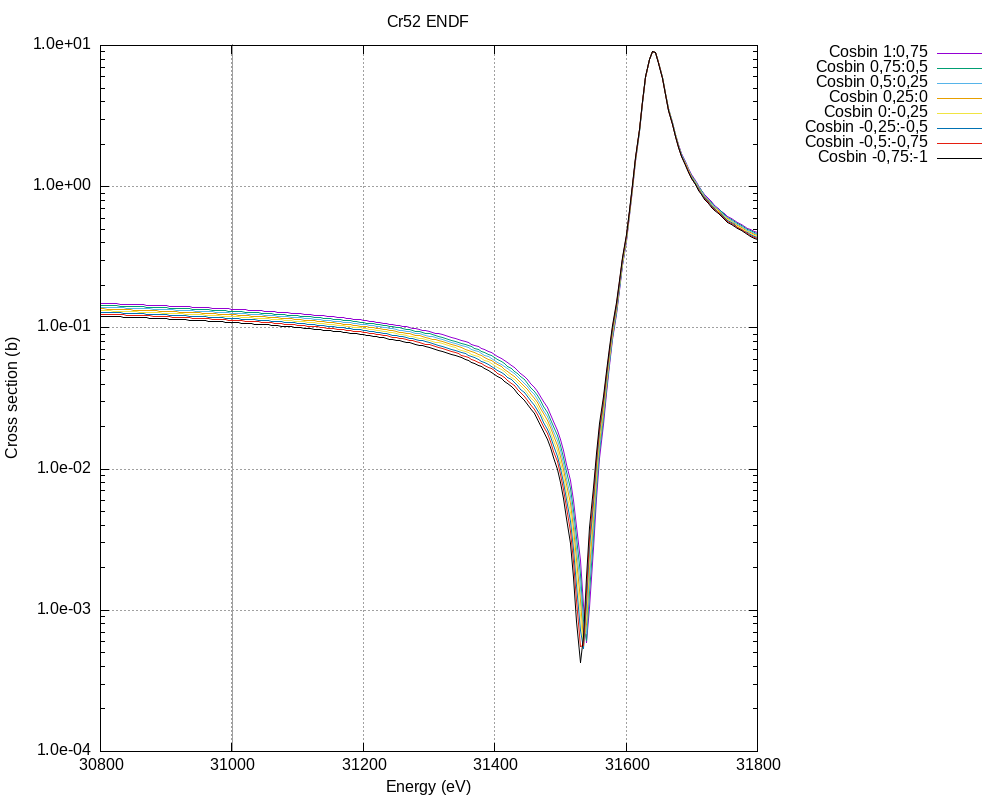 Cr52 ENDF
1.0e+01
1.0e+00
1.0e-01
1.0e-02
1.0e-03
1.0e-04
30800 31000 31200 31400 31600 31800
Energy (eV)
Cross section (b)
Cosbin 1:0,75
Cosbin 0,75:0,5
Cosbin 0,5:0,25
Cosbin 0,25:0
Cosbin 0:-0,25
Cosbin -0,25:-0,5
Cosbin -0,5:-0,75
Cosbin -0,75:-1